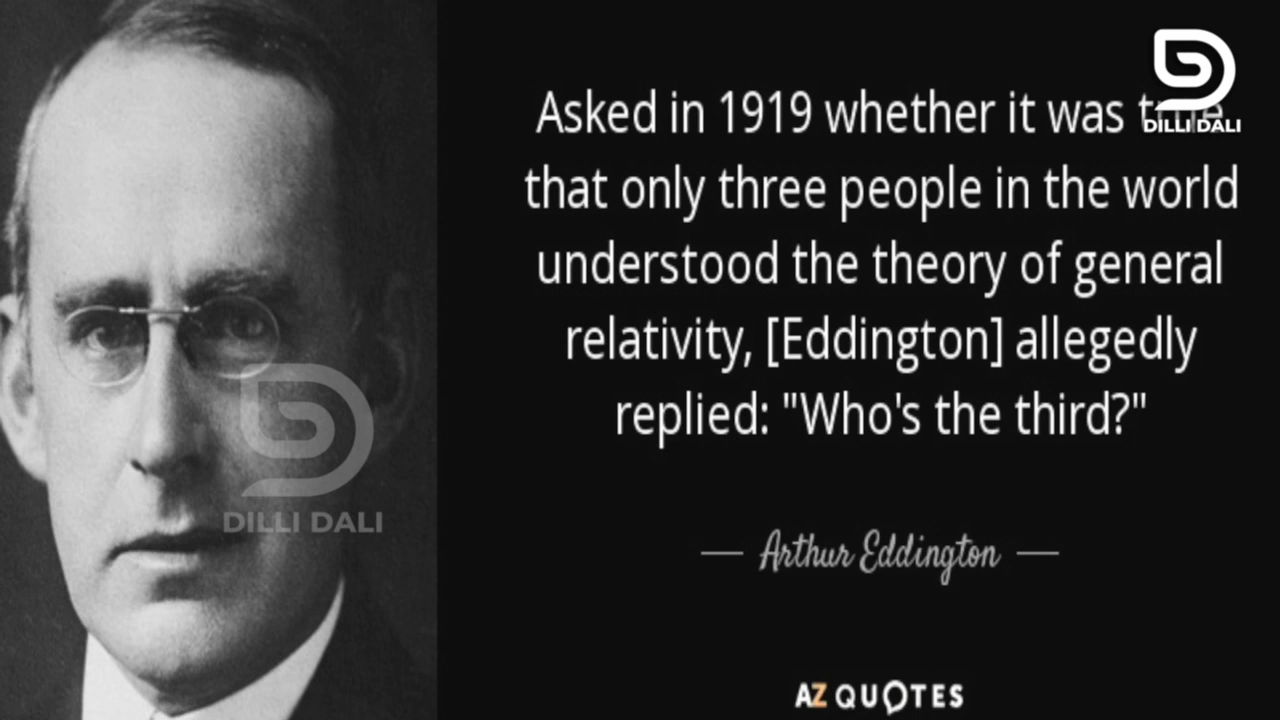 DILLI DALI
Asked in 1919 whether it was true
that only three people in the world
understood the theory of general
relativity, [Eddington] allegedly
replied: "Who's the third?"
DILLI DALI
— Arthur Eddington —
AZ QUOTES